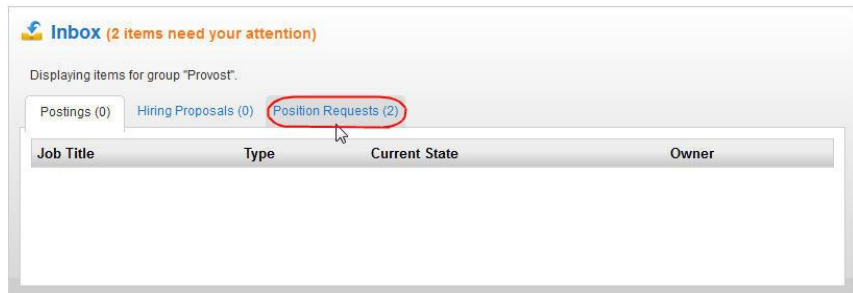 Inbox (2 items need your attention)
Displaying items for group "Provost".
Postings (0) Hiring Proposals (0) Position Requests (2)
Job Title Type Current State Owner